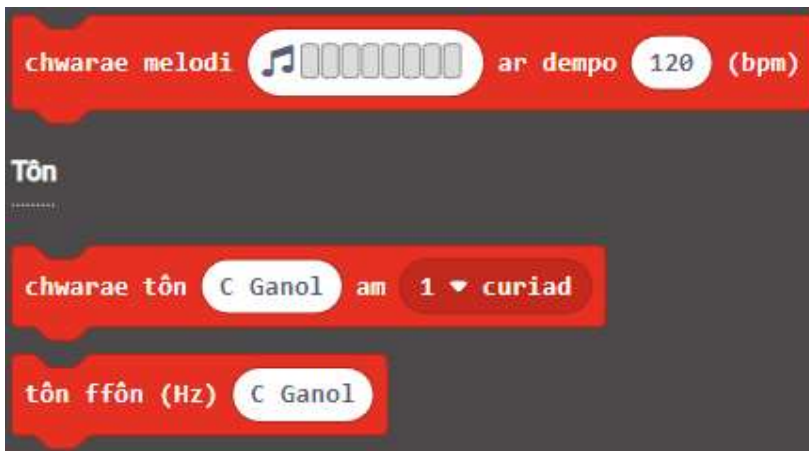 chwarae melodi ar dempo 120 (bpm)
Tôn
chwarae tôn C Ganol am 1 curiad
tôn ffôn (Hz) C Ganol